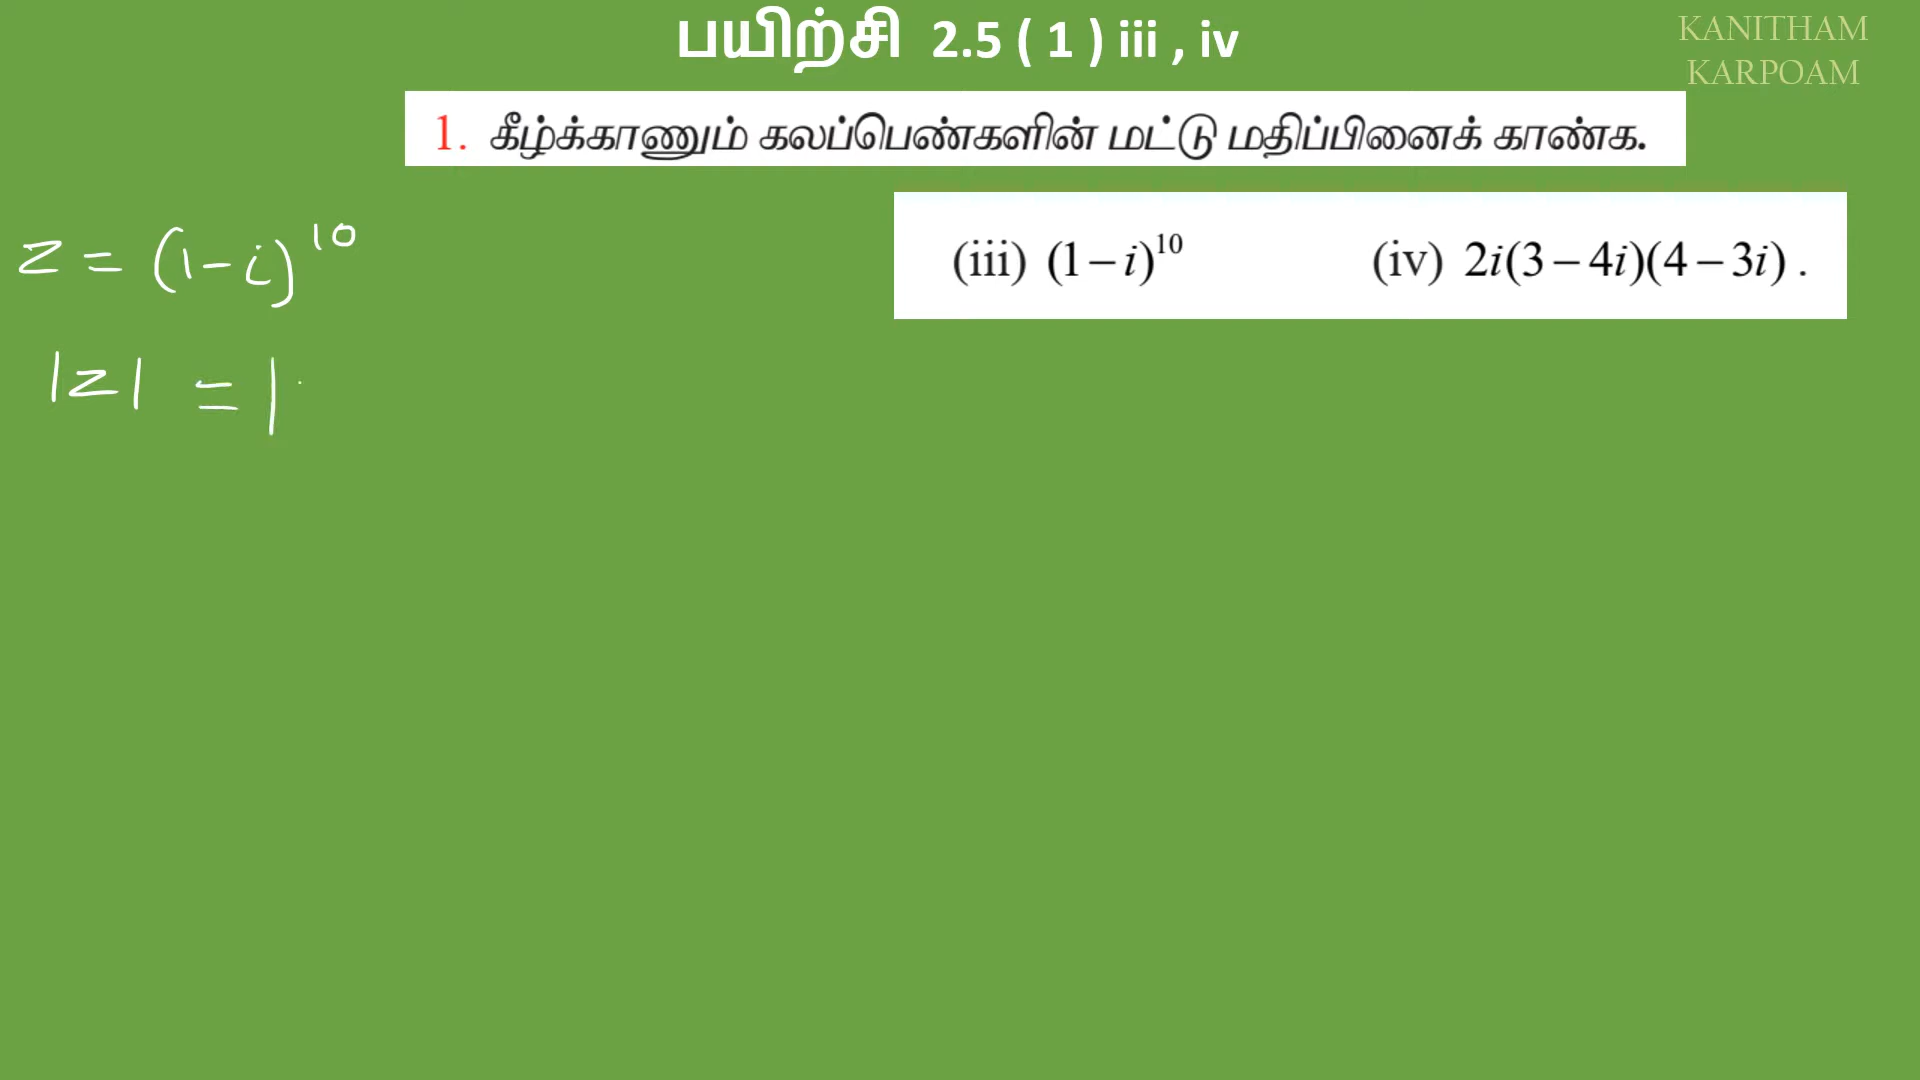 பயிற்சி 2.5 ( 1 ) iii , iv
KANITHAM
KARPOAM
1. கீழ்க்காணும் கலப்பெண்களின் மட்டு மதிப்பினைக் காண்க.
(iii) (1 − i)¹⁰ (iv) 2i(3 − 4i)(4 − 3i) .
z = (1 - i)¹⁰
|z| = |